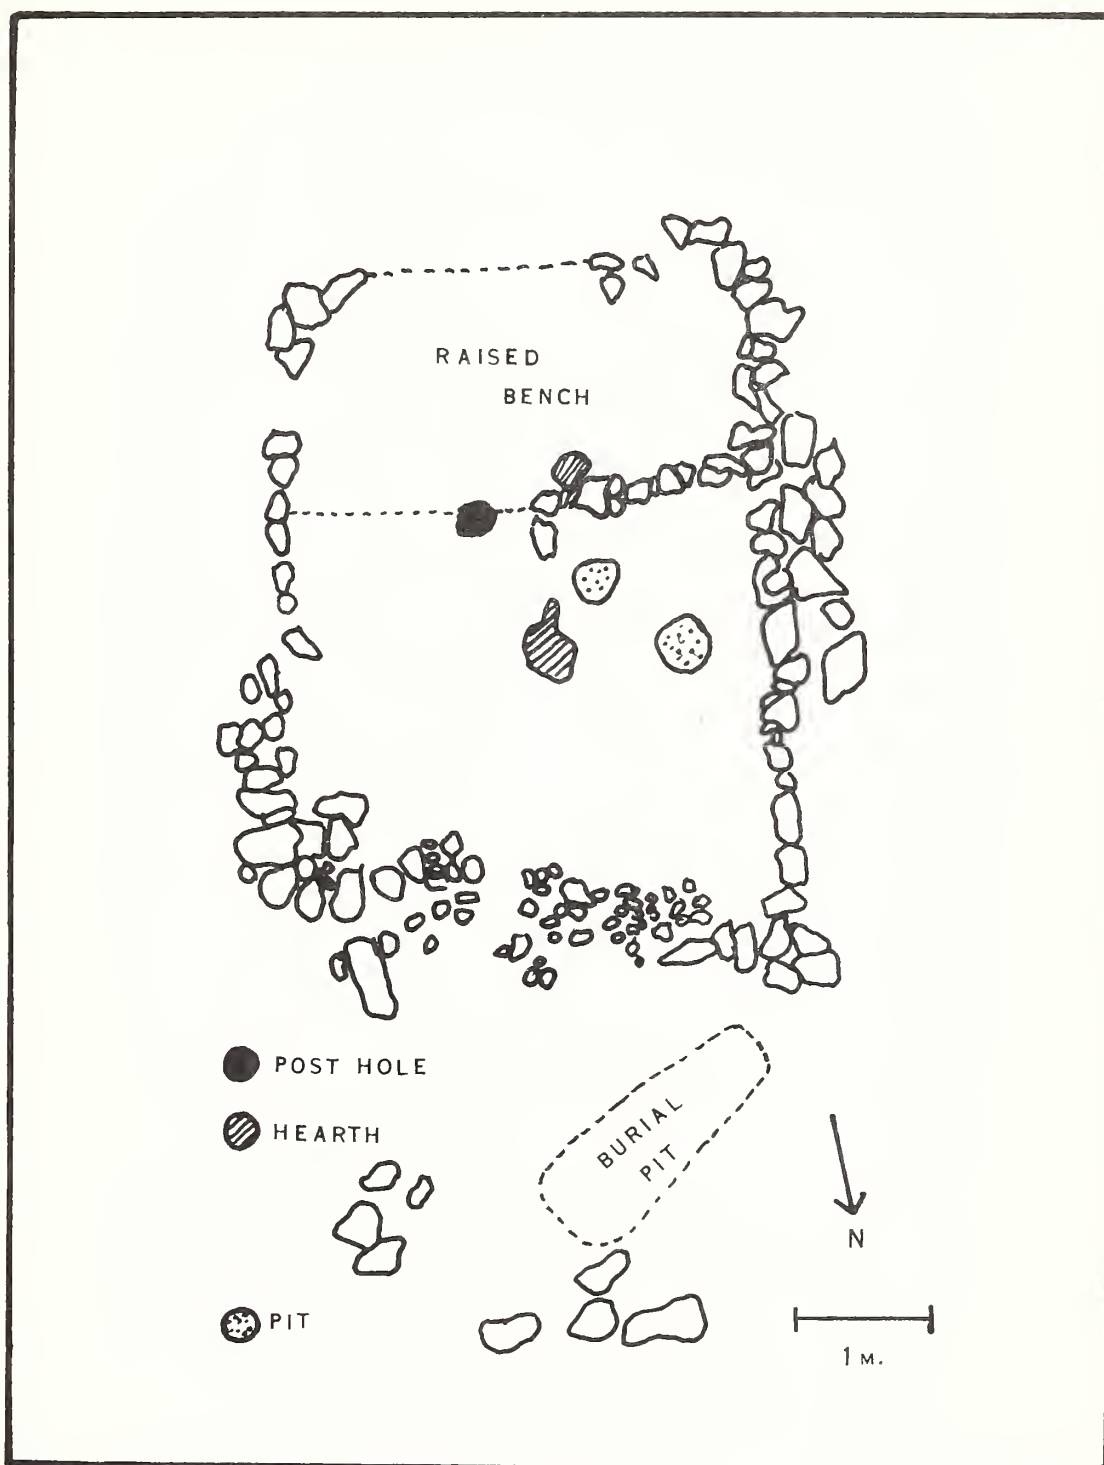 RAISED
BENCH
POST HOLE
HEARTH
BURIAL
PIT
N
PIT
1 M.